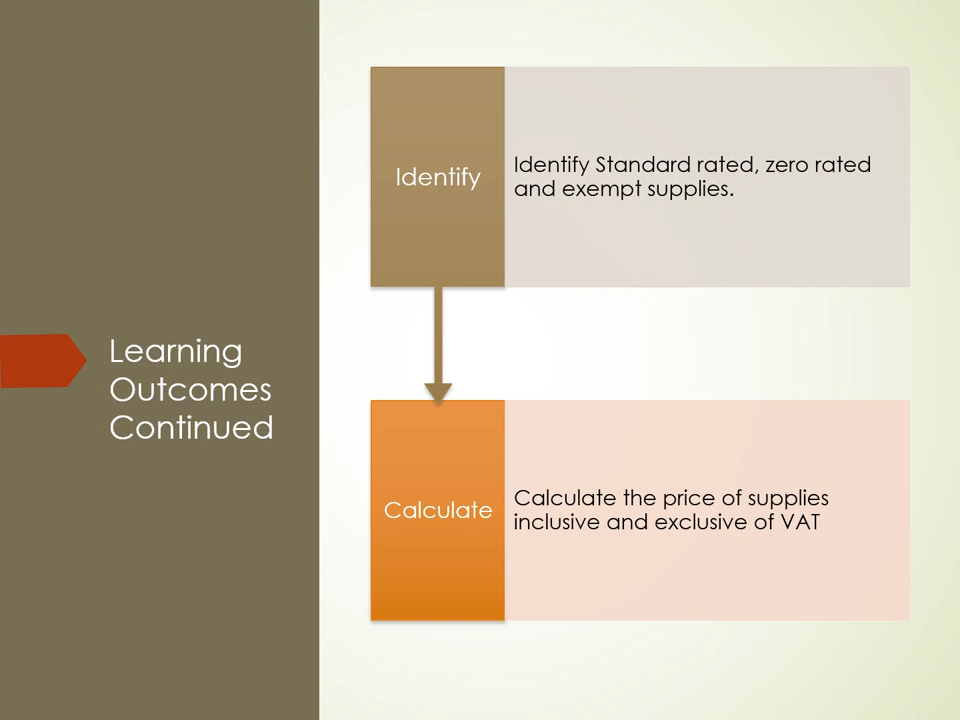 Learning
Outcomes
Continued
Identify
Identify Standard rated, zero rated
and exempt supplies.
Calculate
Calculate the price of supplies
inclusive and exclusive of VAT